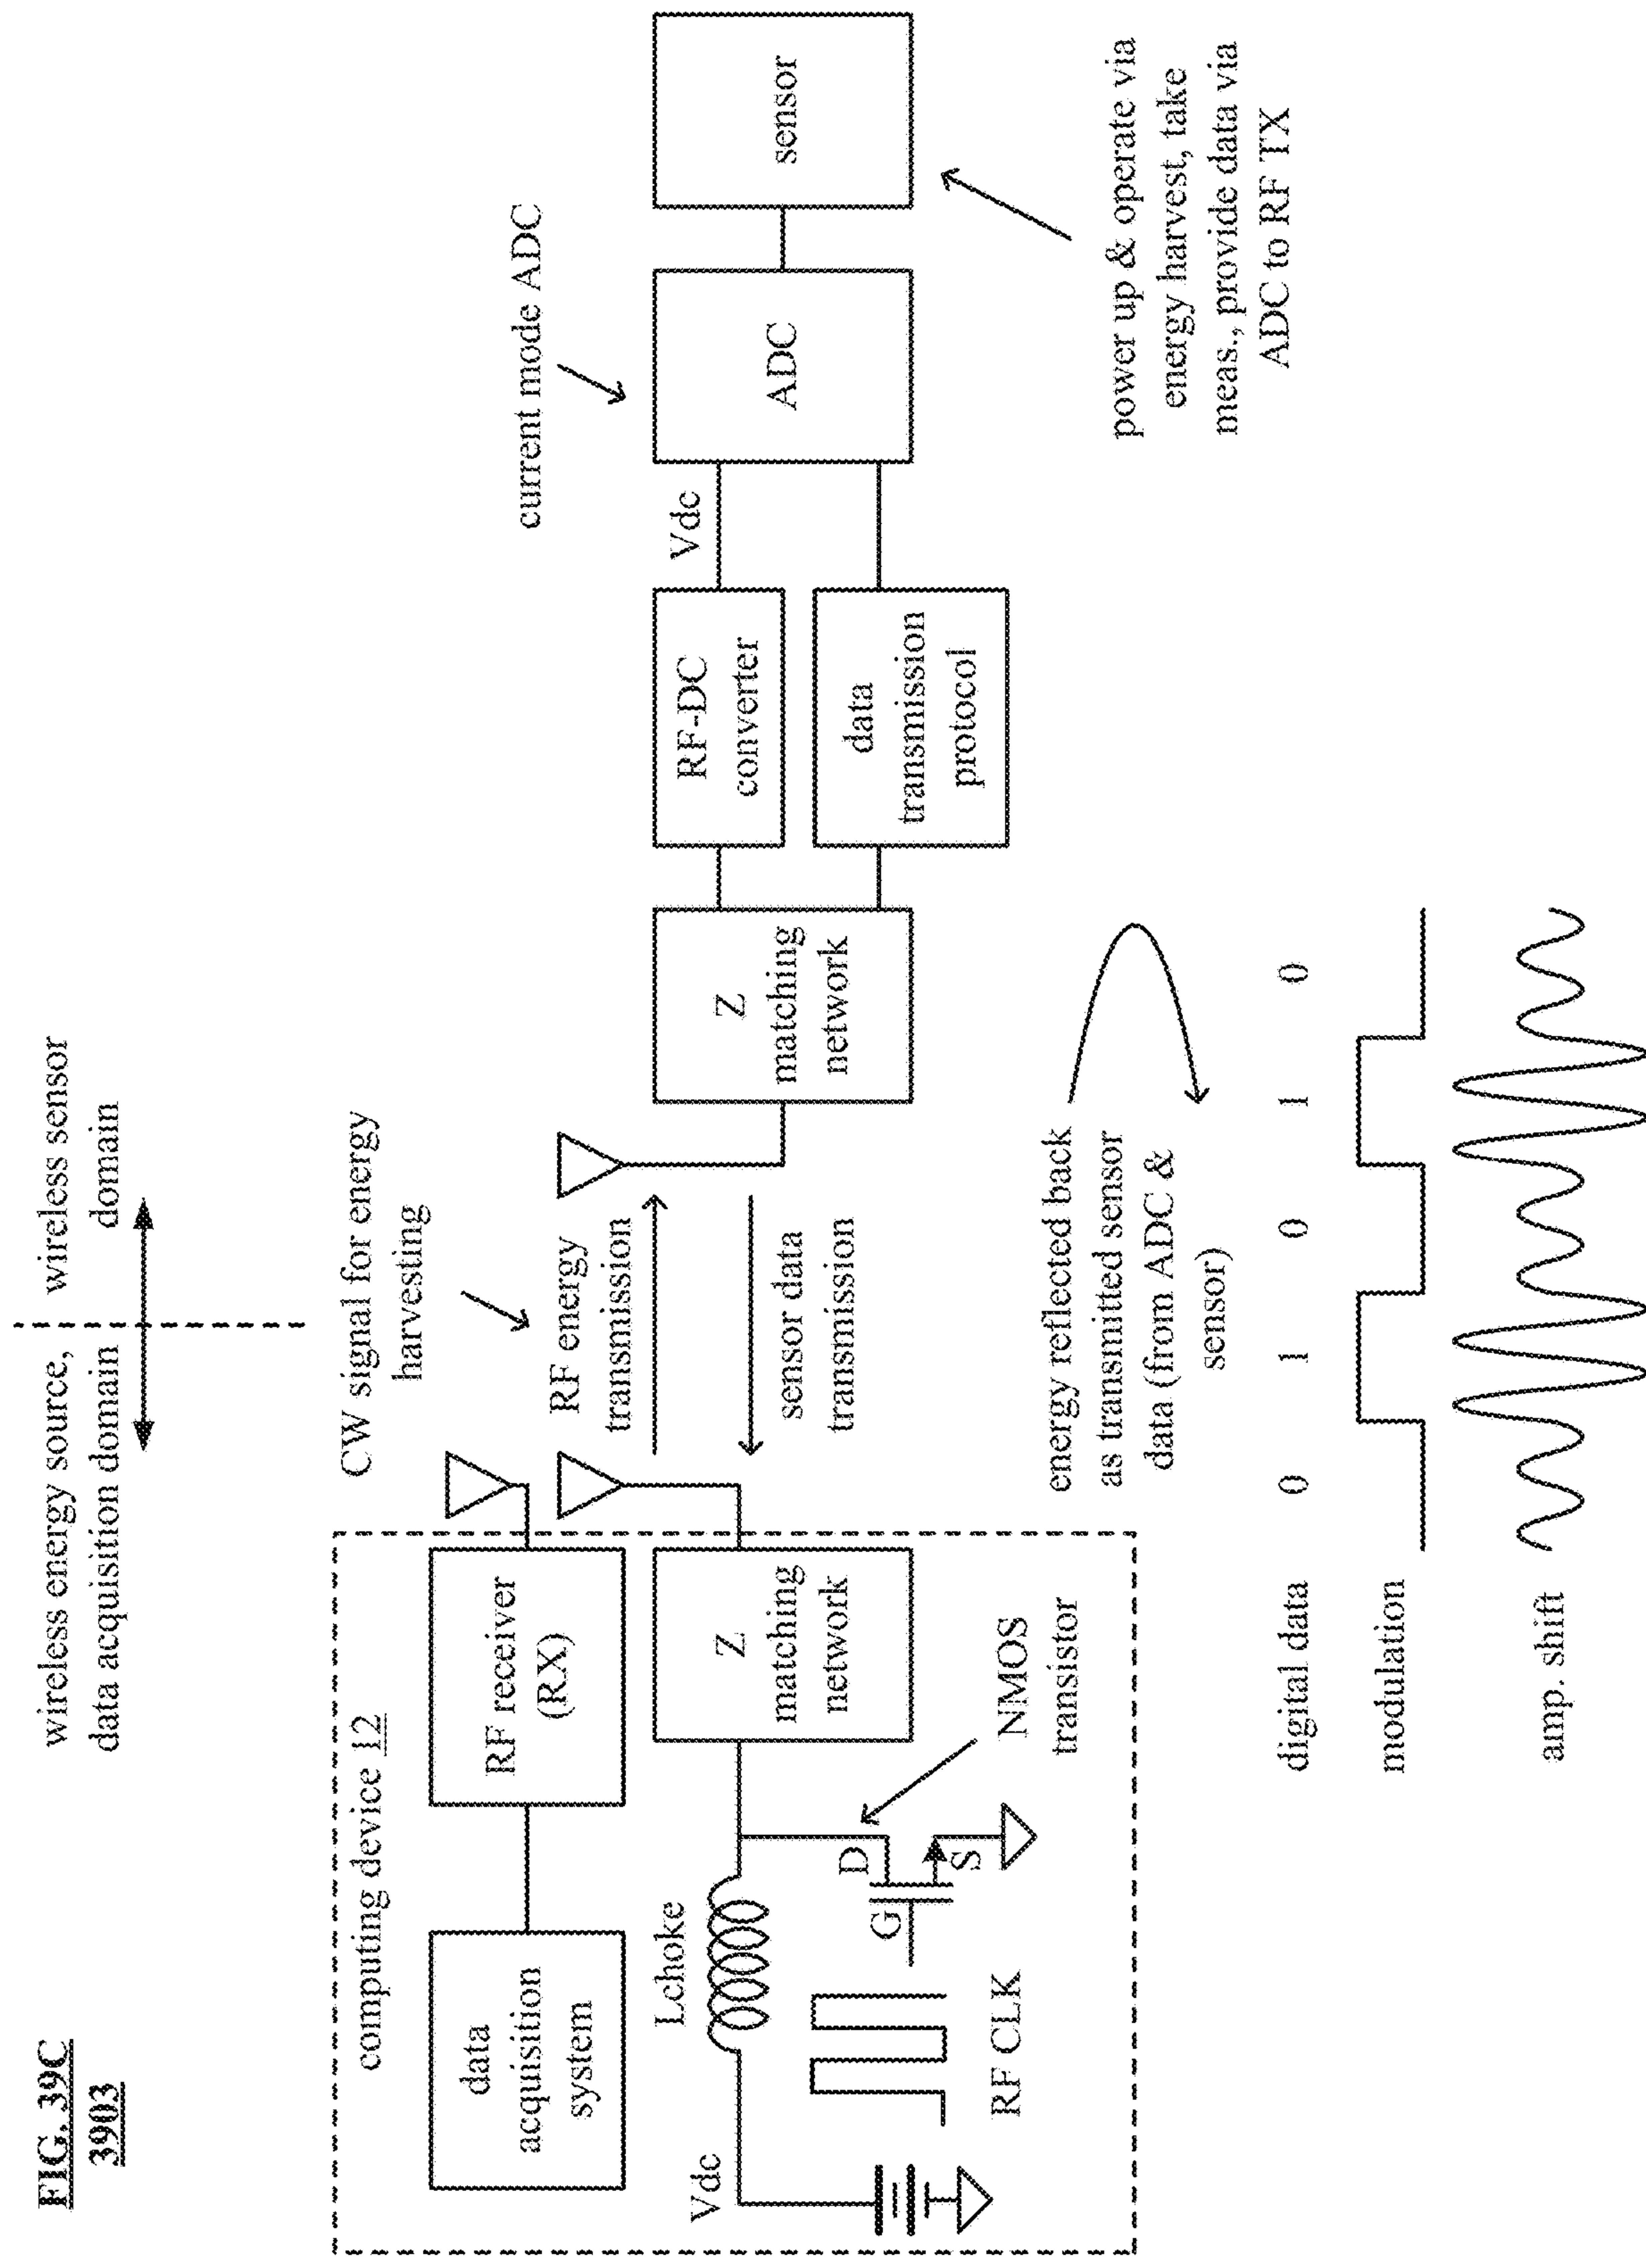 FIG. 39C
3903
wireless energy source,
data acquisition domain
wireless sensor
domain
computing device 12
data
acquisition
system
RF receiver
(RX)
CW signal for energy
harvesting
RF energy
transmission
sensor data
transmission
Vdc
Lchoke
RF CLK
G
D
S
NMOS
transistor
Z
matching
network
Z
matching
network
RF-DC
converter
data
transmission
protocol
Vdc
current mode ADC
ADC
sensor
power up & operate via
energy harvest, take
meas., provide data via
ADC to RF TX
energy reflected back
as transmitted sensor
data (from ADC &
sensor)
digital data 0 1 0 1 0
modulation
amp. shift